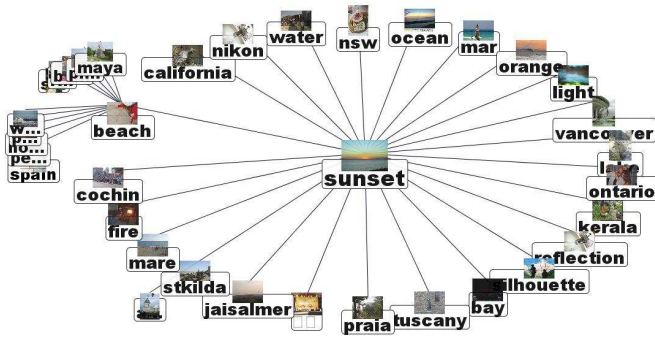 water
nsw
ocean
mar
nikon
orange
california
maya
light
beach
vancouver
w...
p...
pe...
spain
sunset
cochin
ontario
fire
kerala
mare
reflection
stkilda
silhouette
jaisalmer
bay
praia
tuscany